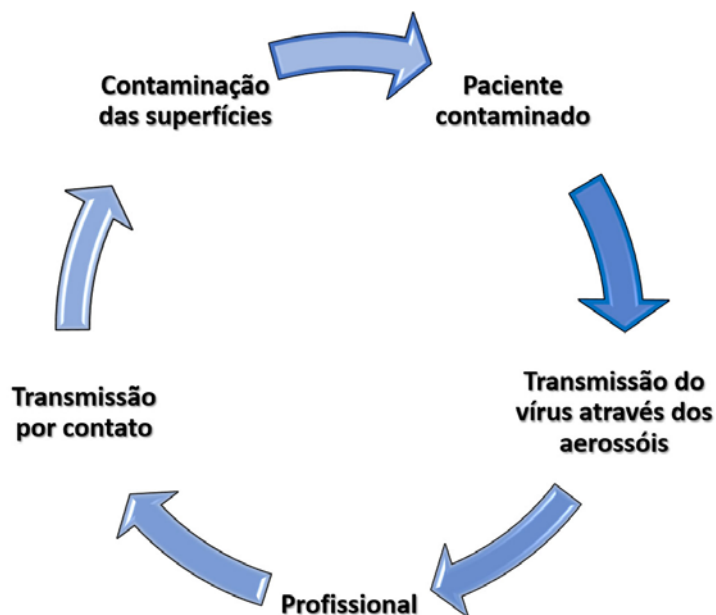 Contaminação
das superfícies
Paciente
contaminado
Transmissão do
vírus através dos
aerossóis
Profissional
Transmissão
por contato